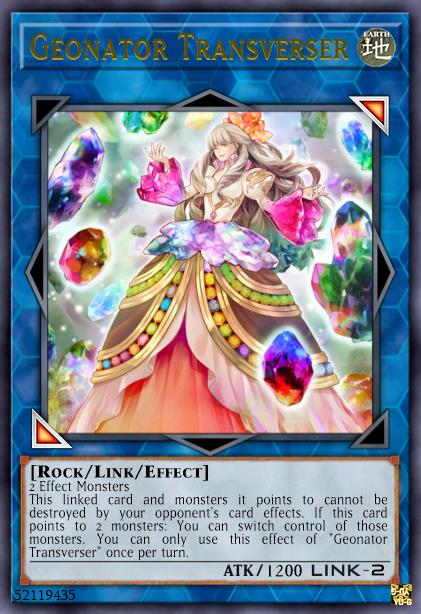 GEONATOR TRANSVERSER
EARTH
地
[ROCK/LINK/EFFECT]
2 Effect Monsters
This linked card and monsters it points to cannot be
destroyed by your opponent's card effects. If this card
points to 2 monsters: You can switch control of those
monsters. You can only use this effect of "Geonator
Transverser" once per turn.
ATK/1200 LINK-2
52119435